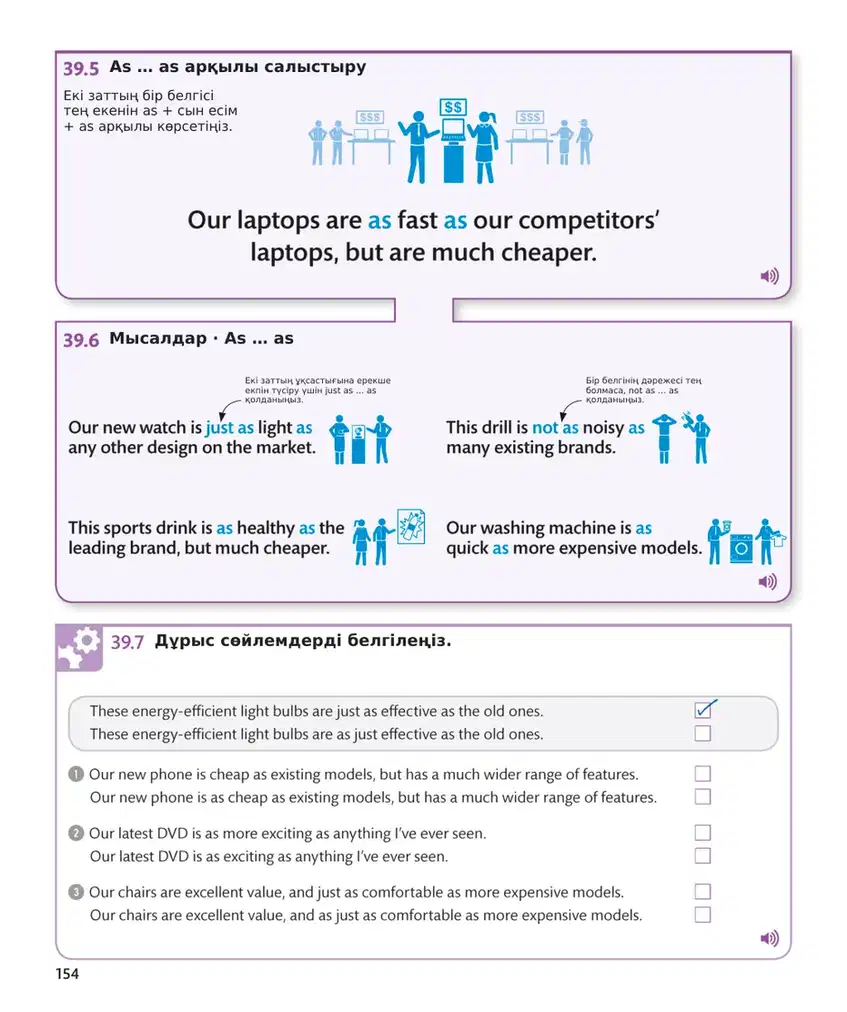 39.5 As ... as арқылы салыстыру
Екі заттың бір белгісі
тең екенін as + сын есім
+ as арқылы көрсетіңіз.
$$$
$$
$$$
Our laptops are as fast as our competitors'
laptops, but are much cheaper.
39.6 Мысалдар · As ... as
Екі заттың ұқсастығына ерекше
екпін түсіру үшін just as ... as
қолданыңыз.
Our new watch is just as light as
any other design on the market.
Бір белгінің дәрежесі тең
болмаса, not as ... as
қолданыңыз.
This drill is not as noisy as
many existing brands.
This sports drink is as healthy as the
leading brand, but much cheaper.
Our washing machine is as
quick as more expensive models.
39.7 Дұрыс сөйлемдерді белгілеңіз.
These energy-efficient light bulbs are just as effective as the old ones.
These energy-efficient light bulbs are as just effective as the old ones.
1 Our new phone is cheap as existing models, but has a much wider range of features.
Our new phone is as cheap as existing models, but has a much wider range of features.
2 Our latest DVD is as more exciting as anything I've ever seen.
Our latest DVD is as exciting as anything I've ever seen.
3 Our chairs are excellent value, and just as comfortable as more expensive models.
Our chairs are excellent value, and as just as comfortable as more expensive models.
154